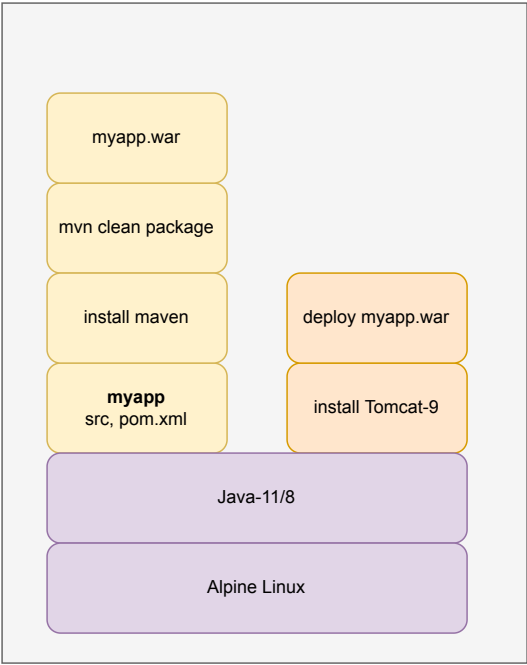 myapp.war
mvn clean package
install maven
deploy myapp.war
myapp
src, pom.xml
install Tomcat-9
Java-11/8
Alpine Linux